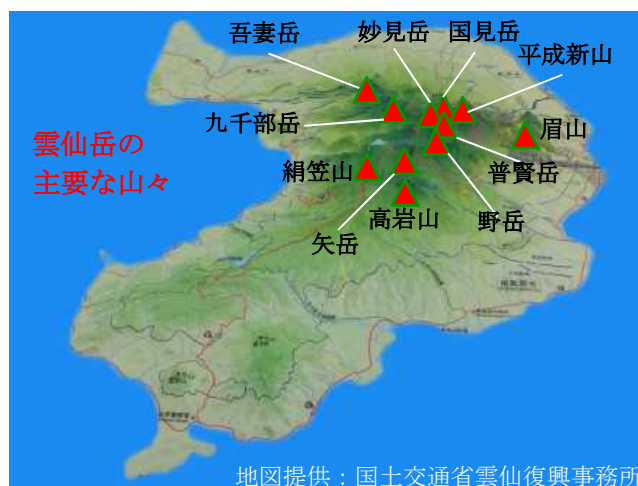 吾妻岳
妙見岳
国見岳
平成新山
九千部岳
眉山
雲仙岳の
主要な山々
絹笠山
普賢岳
高岩山
野岳
矢岳
地図提供：国土交通省雲仙復興事務所